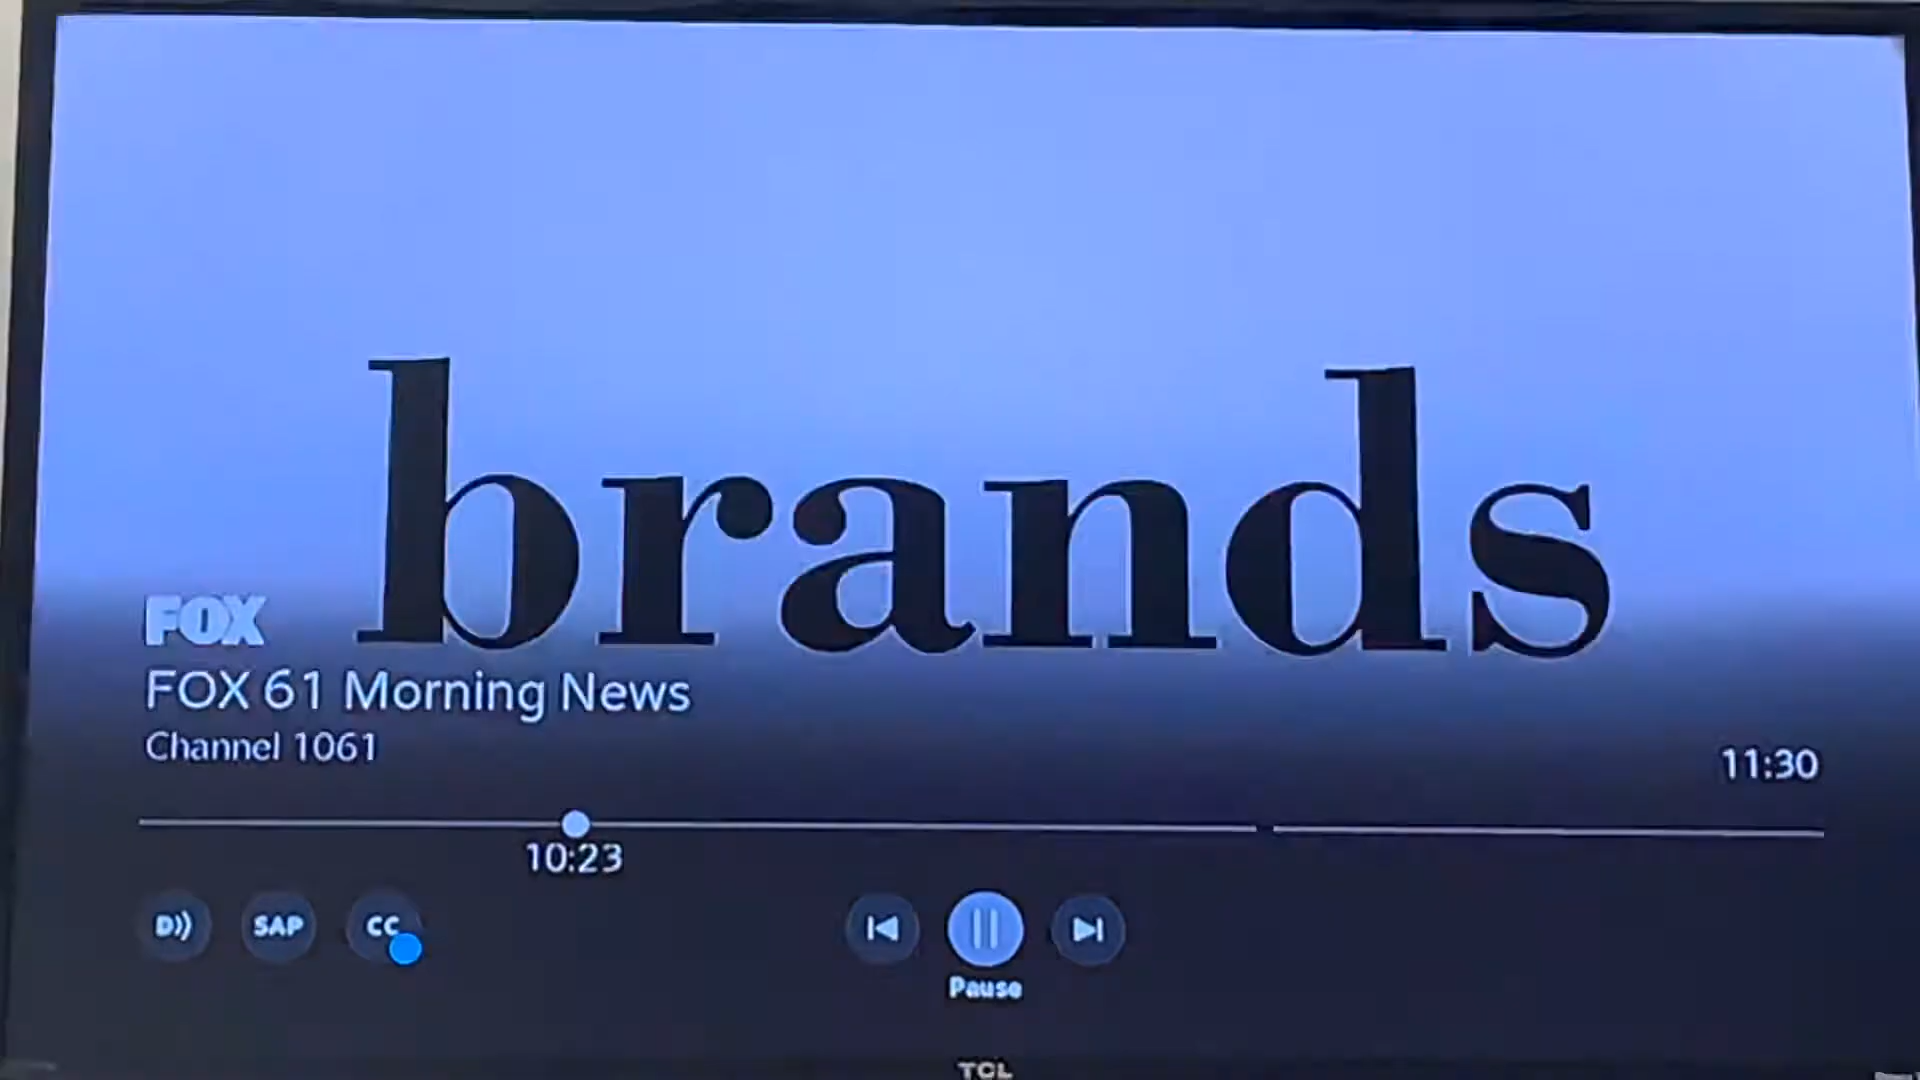 brands
FOX
FOX 61 Morning News
Channel 1061
11:30
10:23
D))
SAP
CC
Pause
TCL